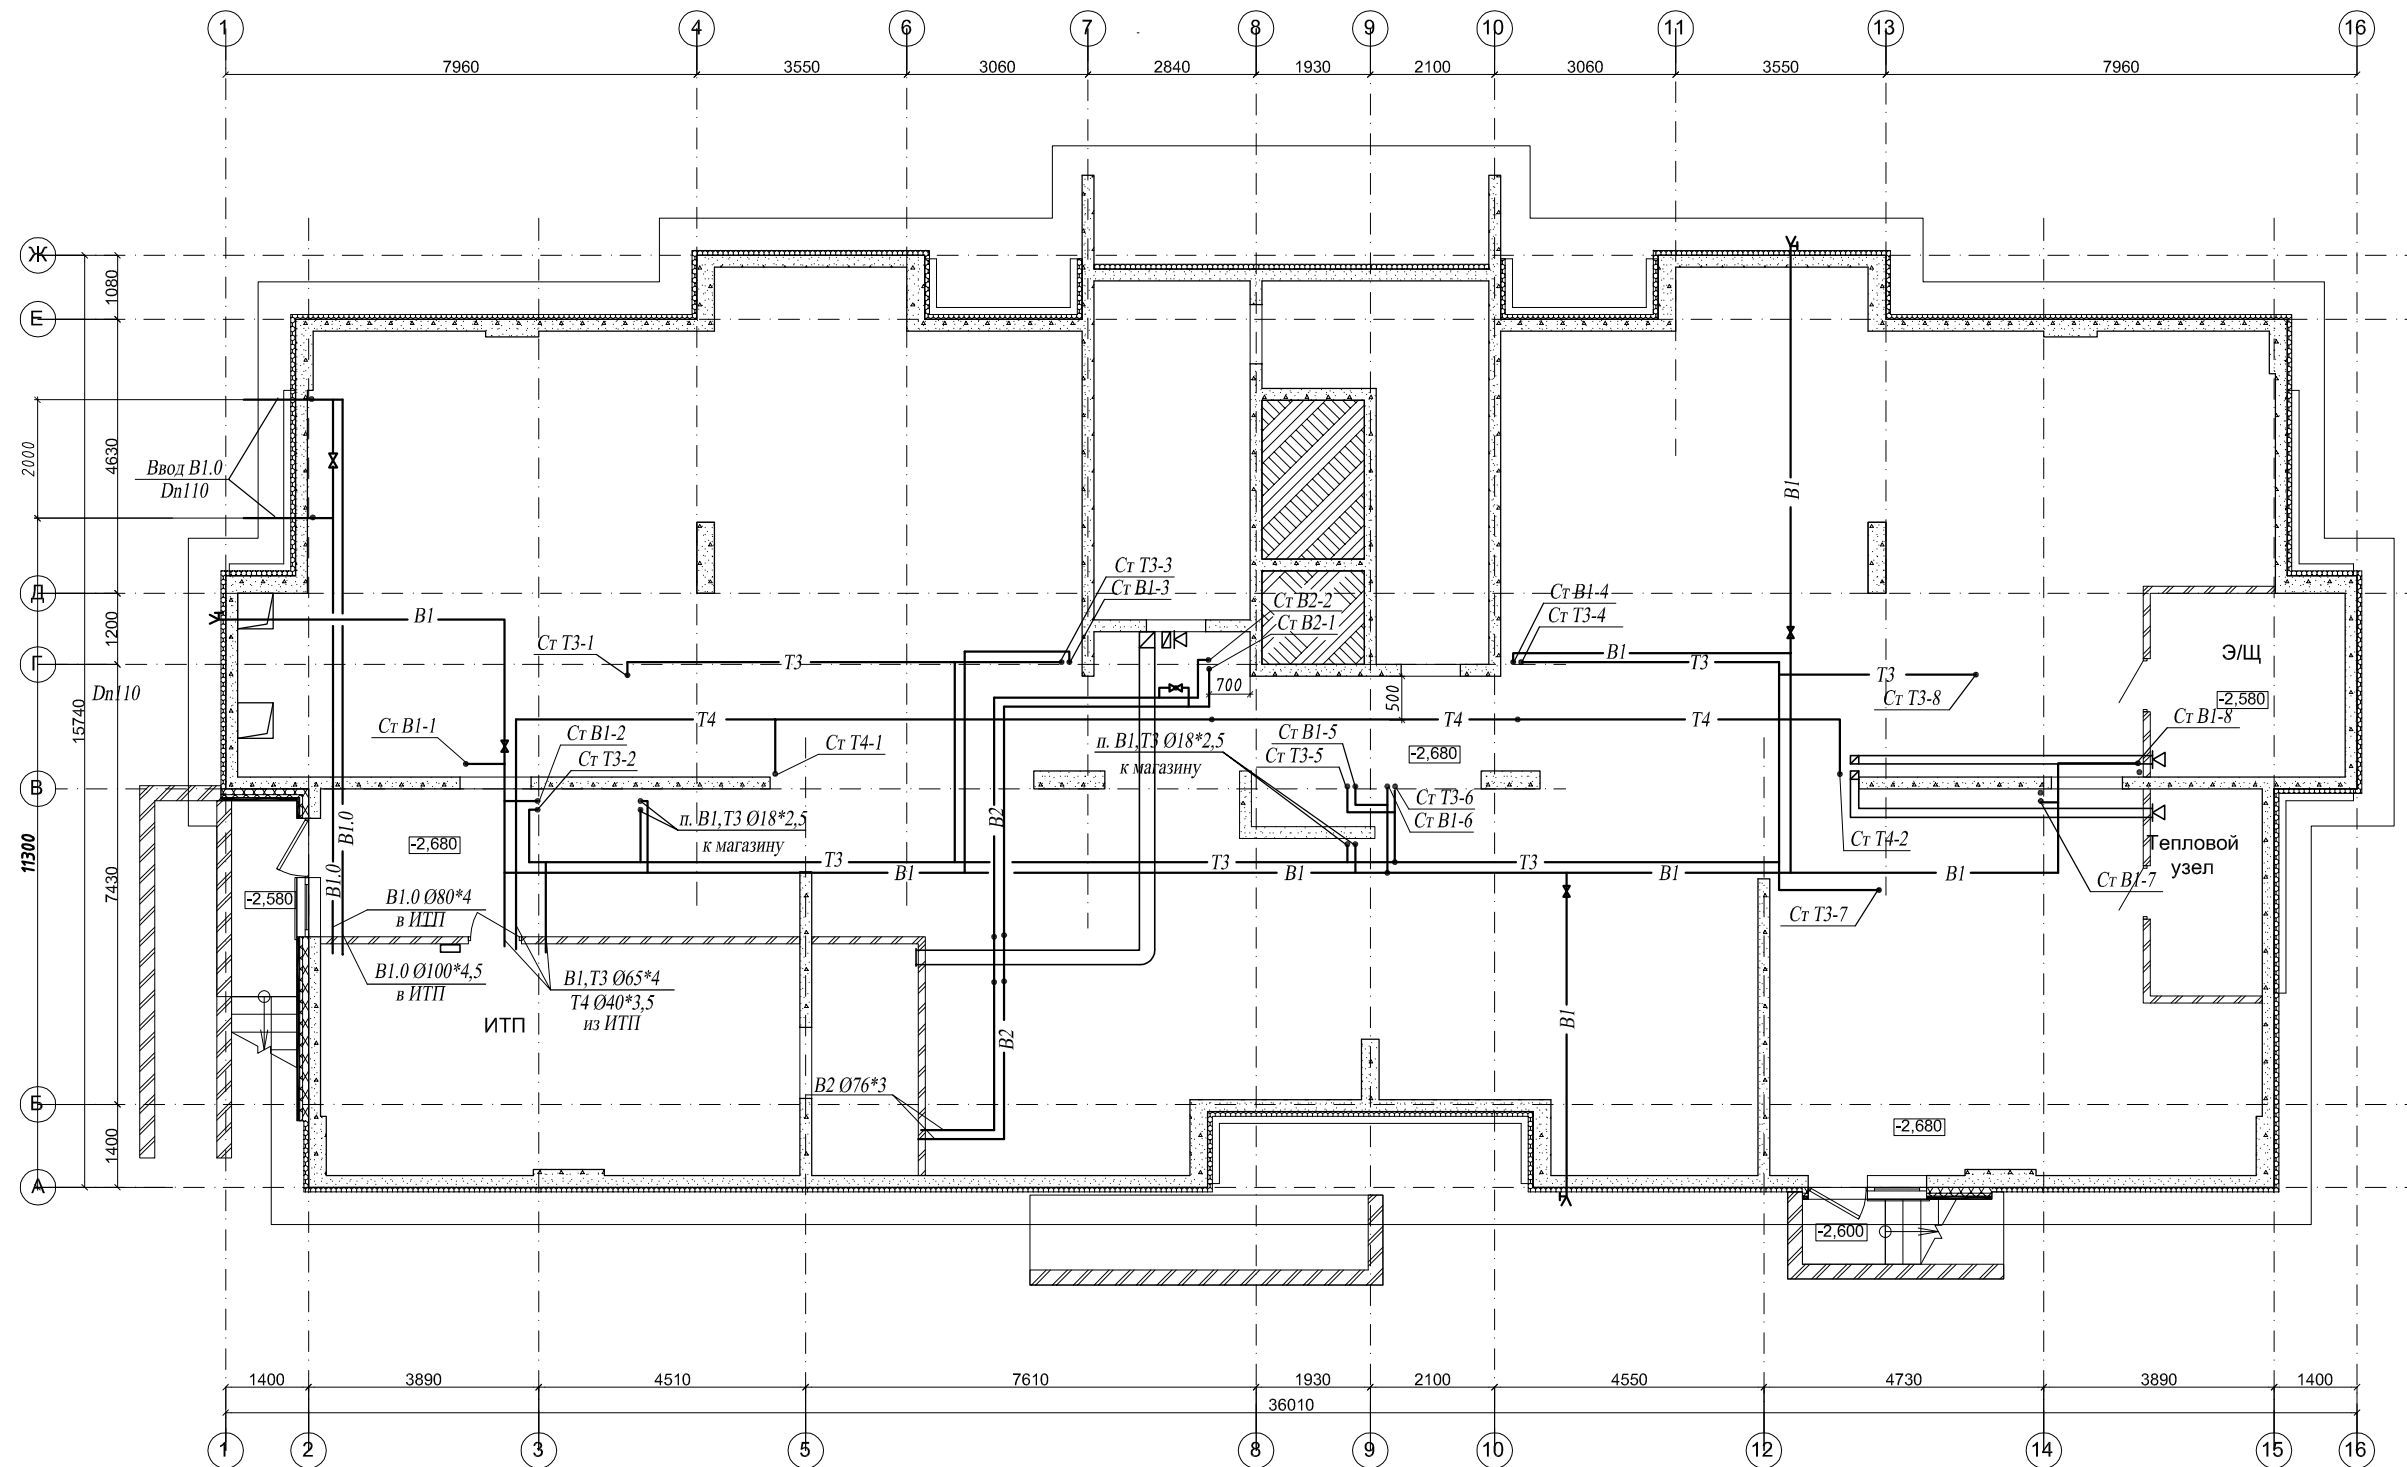 1 4 6 7 8 9 10 11 13 16
7960 3550 3060 2840 1930 2100 3060 3550 7960
Ж
1080
Е
4630
2000
Ввод В1.0
Dn110
В1
Ст Т3-3
Ст В1-3
Д
1200
Ст В2-2
Ст В2-1
Ст В1-4
Ст Т3-4
В1
Ст Т3-1
Т3
В1
Т3
Г
Э/Щ
Т3
Ст Т3-8
-2,580
700
500
Dn110
15740
Т4
Т4
Т4
Ст В1-8
Ст В1-1
Ст В1-2
Ст Т3-2
Ст Т4-1
п. В1,Т3 Ø18*2,5
к магазину
Ст В1-5
Ст Т3-5
-2,680
В
Ст Т3-6
Ст В1-6
п. В1,Т3 Ø18*2,5
к магазину
В2
В1.0
-2,680
Ст Т4-2
Тепловой
узел
11300
7430
Т3
Т3
Т3
В1
В1
В1
В1
В1.0
Ст В1-7
-2,580
В1.0 Ø80*4
в ИТП
Ст Т3-7
В1.0 Ø100*4,5
в ИТП
В1,Т3 Ø65*4
Т4 Ø40*3,5
из ИТП
ИТП
В2
В1
В2 Ø76*3
Б
-2,680
1400
А
-2,600
1400 3890 4510 7610 1930 2100 4550 4730 3890 1400
36010
1 2 3 5 8 9 10 12 14 15 16